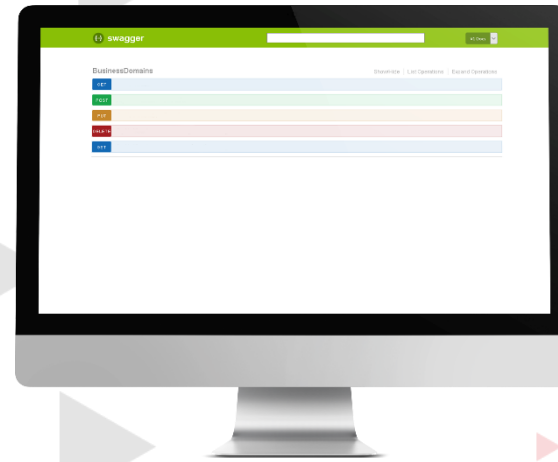 {-} swagger
BusinessDomains
Show/Hide | List Operations | Expand Operations
GET
POST
PUT
DELETE
GET